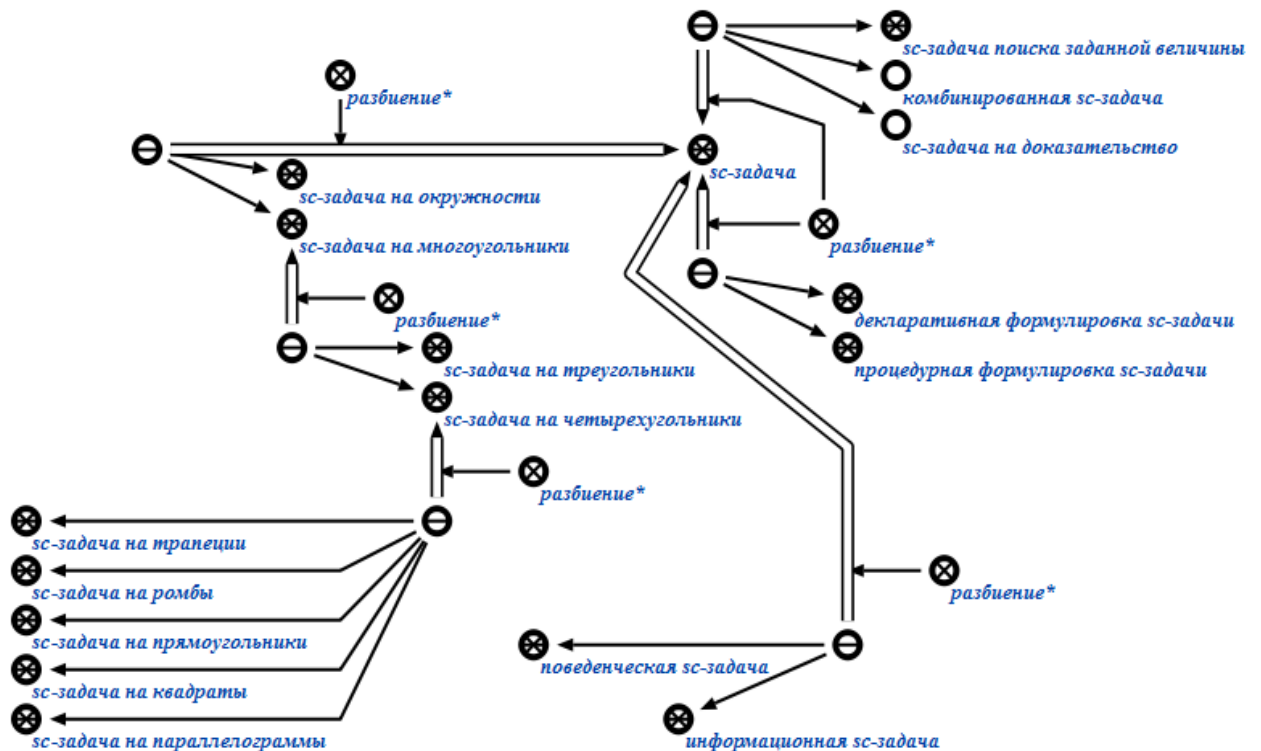 sc-задача поиска заданной величины
разбиение*
комбинированная sc-задача
sc-задача на доказательство
sc-задача
sc-задача на окружности
sc-задача на многоугольники
разбиение*
разбиение*
декларативная формулировка sc-задачи
sc-задача на треугольники
процедурная формулировка sc-задачи
sc-задача на четырехугольники
разбиение*
sc-задача на трапеции
sc-задача на ромбы
разбиение*
sc-задача на прямоугольники
поведенческая sc-задача
sc-задача на квадраты
sc-задача на параллелограммы
информационная sc-задача